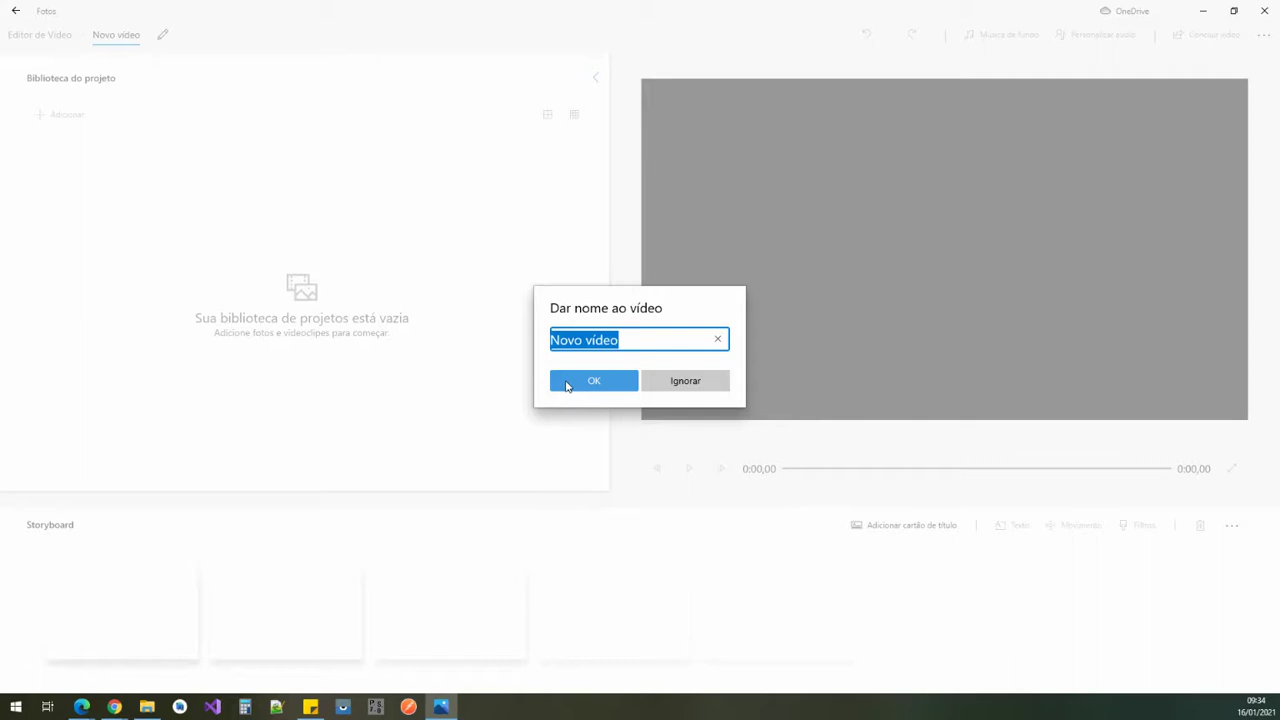 Fotos
OneDrive
Editor de Vídeo
Novo vídeo
Música de fundo
Personalizar áudio
Concluir vídeo
Biblioteca do projeto
Adicionar
Sua biblioteca de projetos está vazia
Adicione fotos e videoclipes para começar.
Dar nome ao vídeo
Novo vídeo
OK
Ignorar
0:00,00
0:00,00
Storyboard
Adicionar cartão de título
Texto
Movimento
Filtros
09:34
16/01/2021